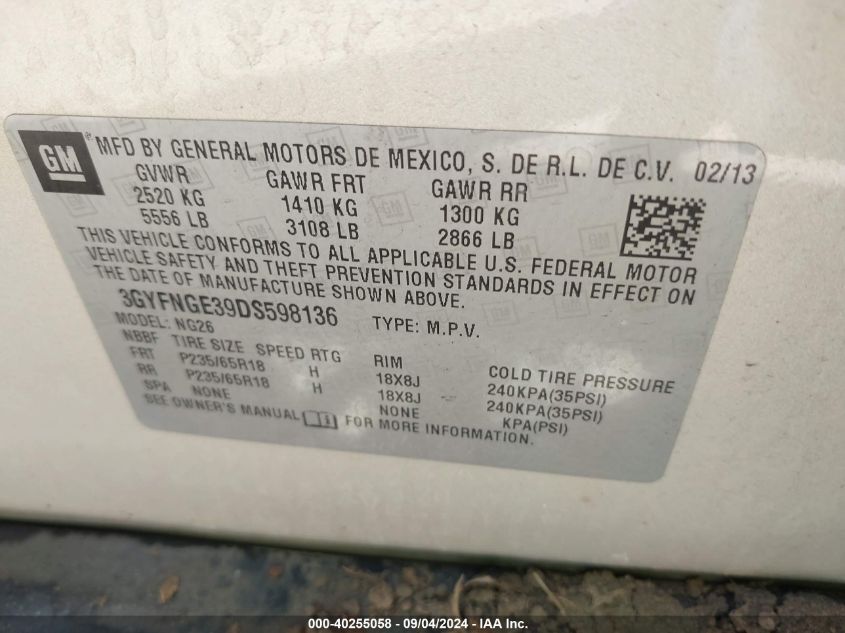 GM ® MFD BY GENERAL MOTORS DE MEXICO, S. DE R.L. DE C.V. 02/13
GVWR GAWR FRT GAWR RR
2520 KG 1410 KG 1300 KG
5556 LB 3108 LB 2866 LB
THIS VEHICLE CONFORMS TO ALL APPLICABLE U.S. FEDERAL MOTOR
VEHICLE SAFETY AND THEFT PREVENTION STANDARDS IN EFFECT ON
THE DATE OF MANUFACTURE SHOWN ABOVE.
3GYFNGE39DS598136 TYPE: M.P.V.
MODEL: NG26
NBBF TIRE SIZE SPEED RTG RIM COLD TIRE PRESSURE
FRT P235/65R18 H 18X8J 240KPA(35PSI)
RR P235/65R18 H 18X8J 240KPA(35PSI)
SPA NONE NONE KPA(PSI)
SEE OWNER'S MANUAL FOR MORE INFORMATION.
000-40255058 - 09/04/2024 - IAA Inc.